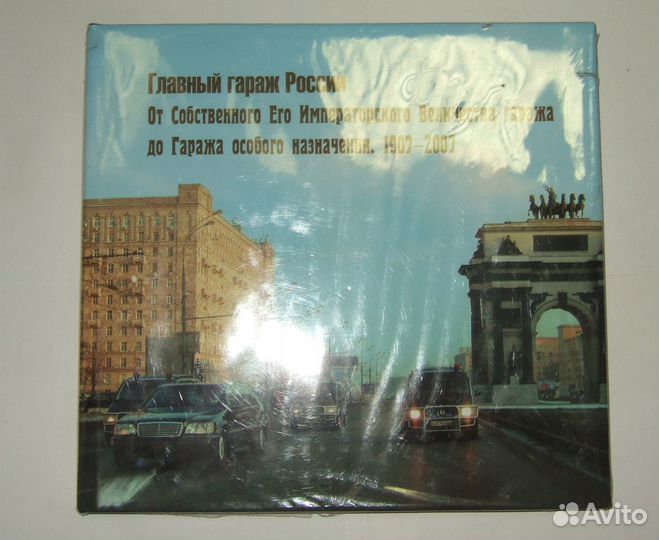 Главный гараж России
От Собственного Его Императорского Величества гаража
до Гаража особого назначения. 1907–2007
Avito